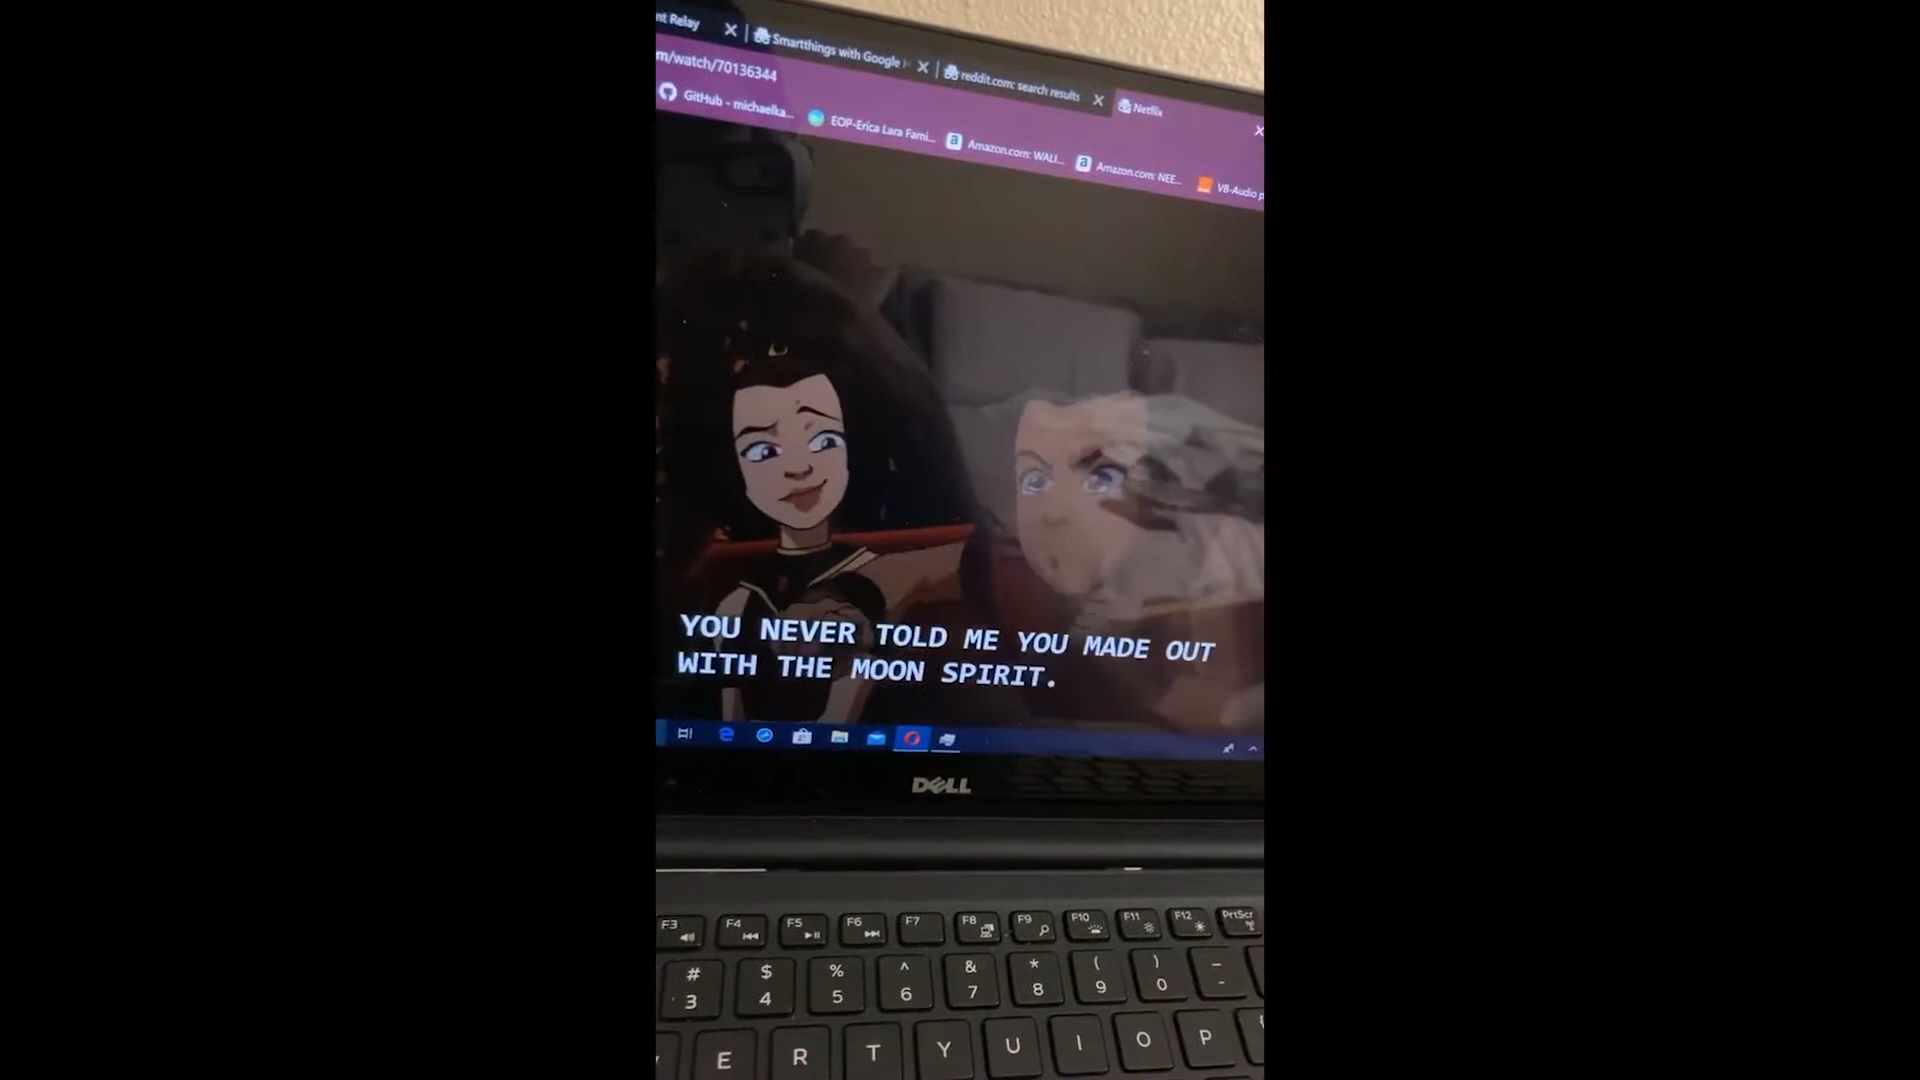 nt Relay
Smartthings with Google H
reddit.com: search results
Netflix
m/watch/70136344
GitHub - michaelka...
EOP-Erica Lara Fami...
Amazon.com: WALI...
Amazon.com: NEE...
VB-Audio p
YOU NEVER TOLD ME YOU MADE OUT
WITH THE MOON SPIRIT.
DELL
F3 F4 F5 F6 F7 F8 F9 F10 F11 F12 PrtScr
# $ % ^ & * ( ) _
3 4 5 6 7 8 9 0 -
E R T Y U I O P